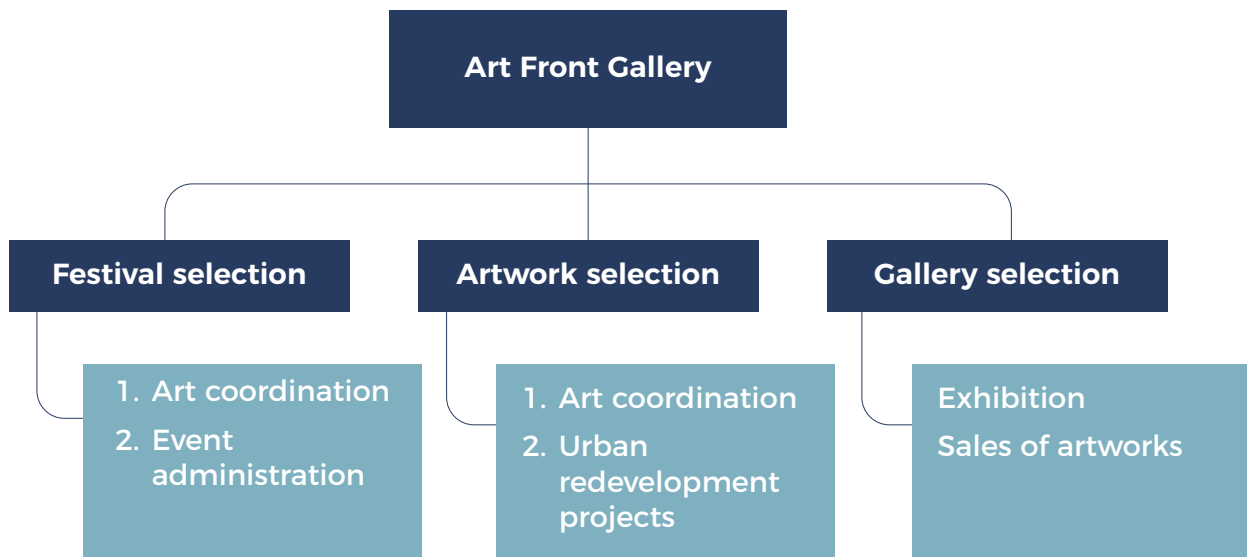 Art Front Gallery
Festival selection
Artwork selection
Gallery selection
1. Art coordination
2. Event
administration
1. Art coordination
2. Urban
redevelopment
projects
Exhibition
Sales of artworks